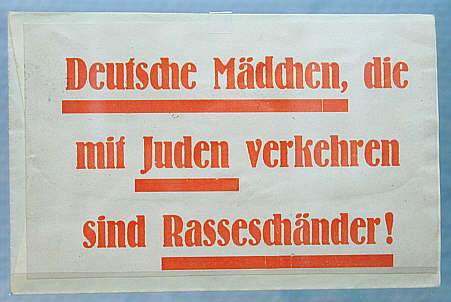 Deutsche Mädchen, die
mit Juden verkehren
sind Rasseschänder!